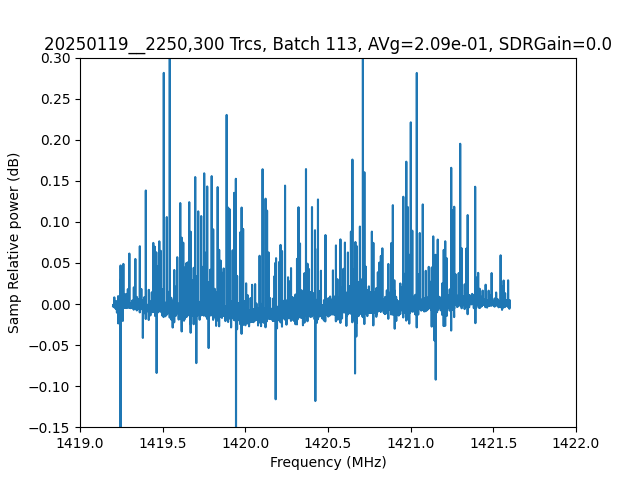 20250119__2250,300 Trcs, Batch 113, AVg=2.09e-01, SDRGain=0.0
0.30
0.25
0.20
0.15
0.10
0.05
0.00
−0.05
−0.10
−0.15
Samp Relative power (dB)
1419.0 1419.5 1420.0 1420.5 1421.0 1421.5 1422.0
Frequency (MHz)